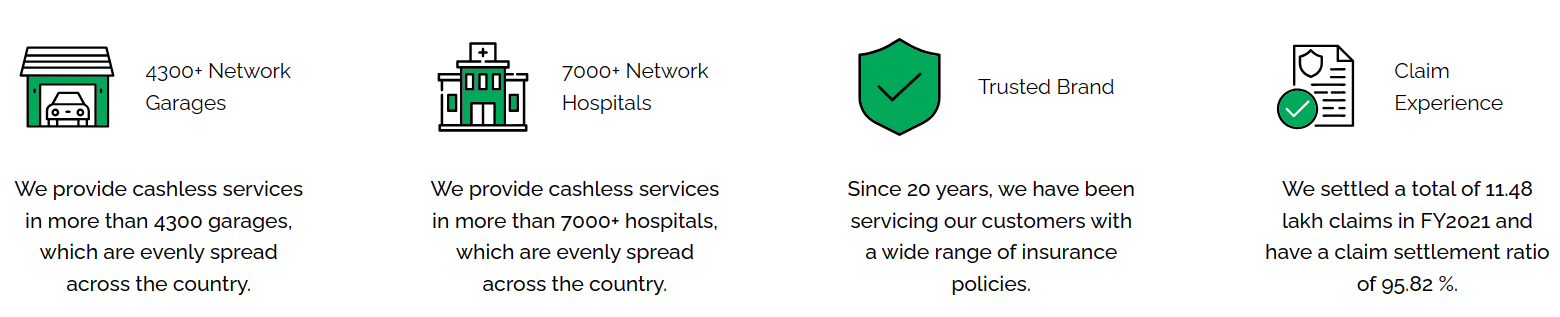 4300+ Network
Garages
We provide cashless services
in more than 4300 garages,
which are evenly spread
across the country.
7000+ Network
Hospitals
We provide cashless services
in more than 7000+ hospitals,
which are evenly spread
across the country.
Trusted Brand
Since 20 years, we have been
servicing our customers with
a wide range of insurance
policies.
Claim
Experience
We settled a total of 11.48
lakh claims in FY2021 and
have a claim settlement ratio
of 95.82 %.